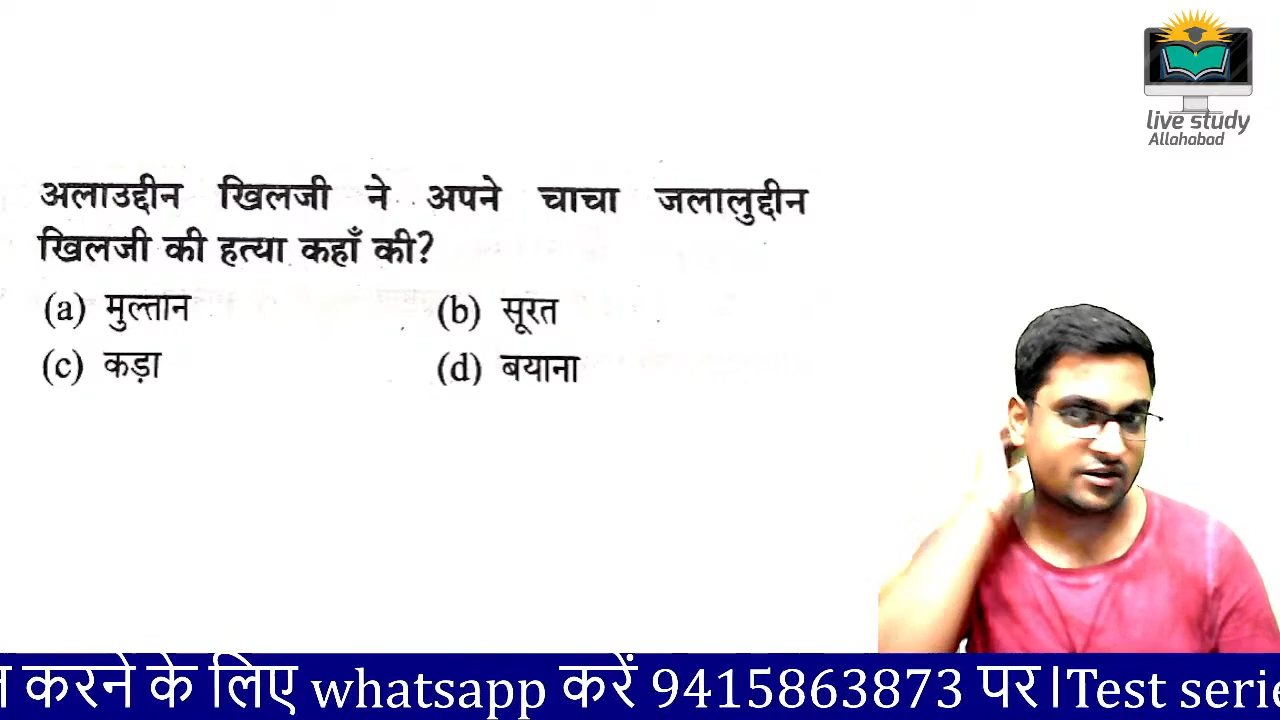 live study
Allahabad
अलाउद्दीन खिलजी ने अपने चाचा जलालुद्दीन
खिलजी की हत्या कहाँ की?
(a) मुल्तान (b) सूरत
(c) कड़ा (d) बयाना
करने के लिए whatsapp करें 9415863873 पर।Test serie